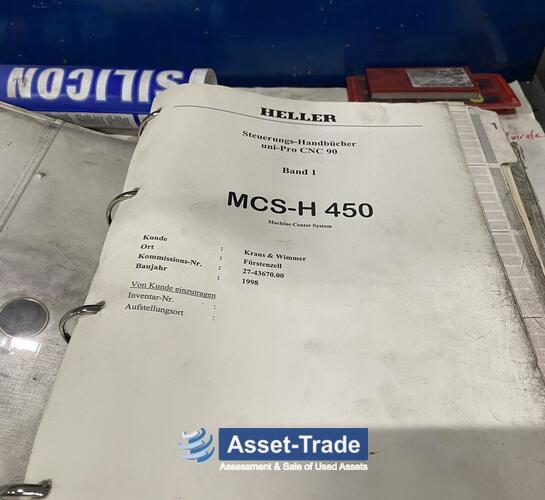 SILICON
HELLER
Steuerungs-Handbücher
uni-Pro CNC 90
Band 1
MCS-H 450
Machine Center System
Kunde : Kraus & Wimmer
Ort : Fürstenzell
Kommissions-Nr. : 27-43670.00
Baujahr : 1998
Von Kunde einzutragen
Inventar-Nr. :
Aufstellungsort :
1
Asset-Trade
Assessment & Sale of Used Assets